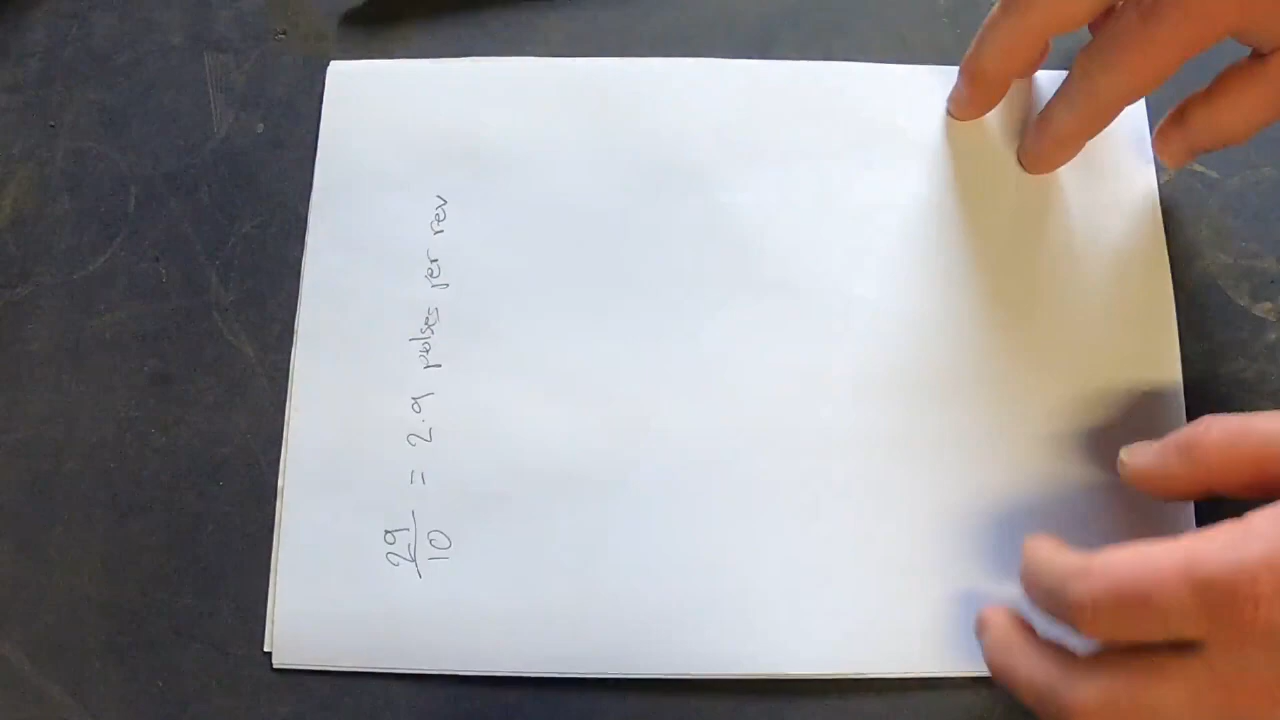 29/10 = 2.9 pulses per rev